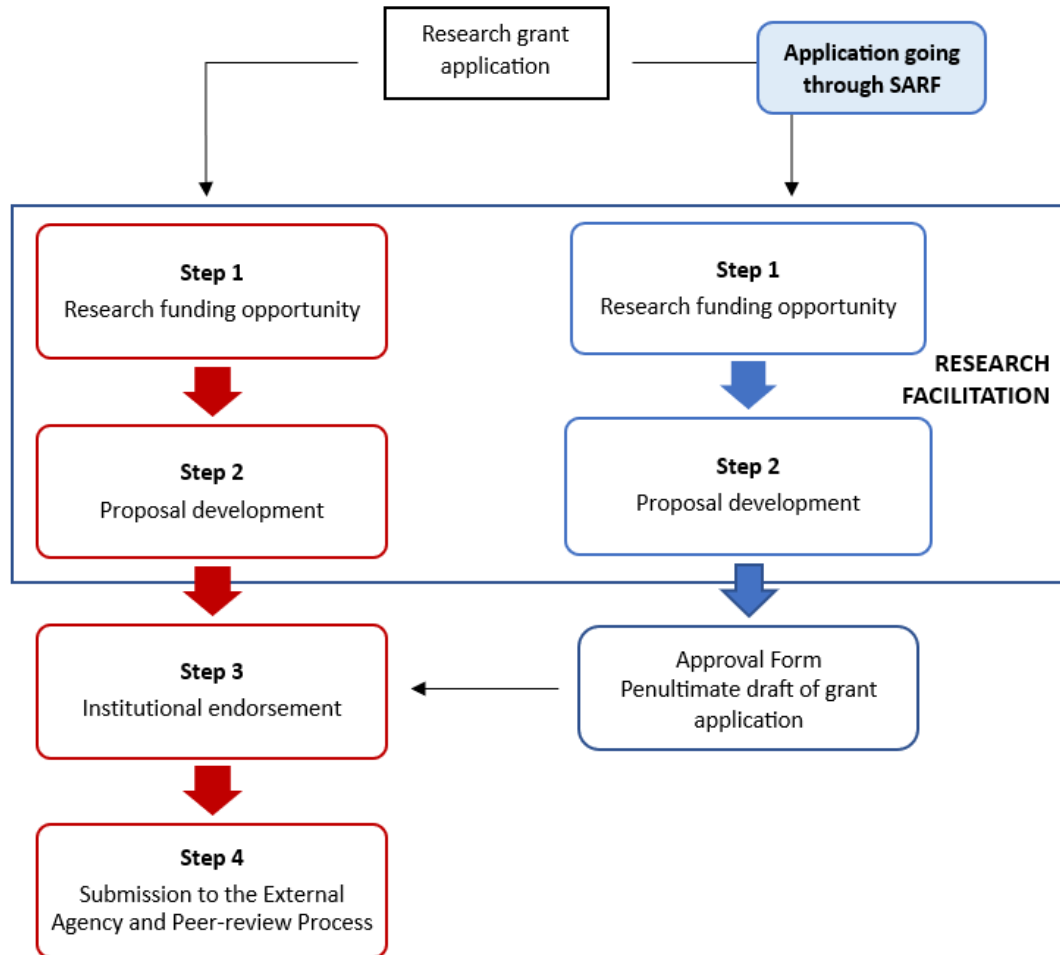 Research grant
application
Application going
through SARF
Step 1
Research funding opportunity
Step 1
Research funding opportunity
RESEARCH
FACILITATION
Step 2
Proposal development
Step 2
Proposal development
Step 3
Institutional endorsement
Approval Form
Penultimate draft of grant
application
Step 4
Submission to the External
Agency and Peer-review Process